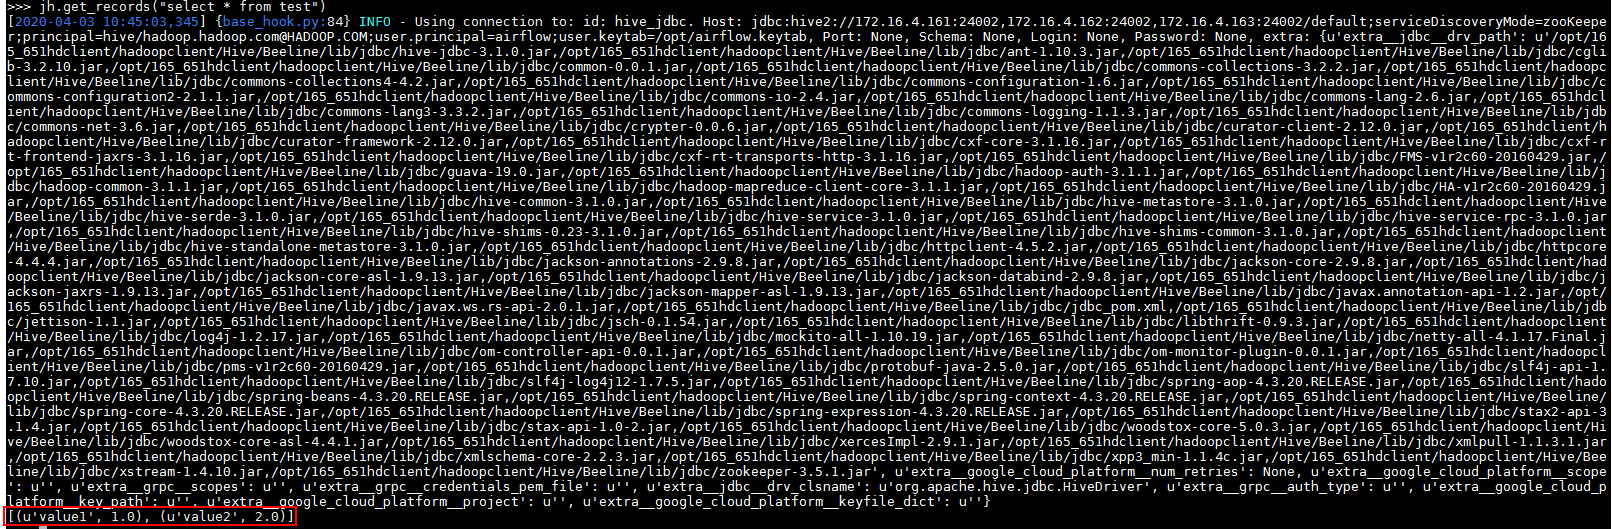 >>> jh.get_records("select * from test")
[2020-04-03 10:45:03,345] {base_hook.py:84} INFO - Using connection to: id: hive_jdbc. Host: jdbc:hive2://172.16.4.161:24002,172.16.4.162:24002,172.16.4.163:24002/default;serviceDiscoveryMode=zooKeepe
r;principal=hive/hadoop.hadoop.com@HADOOP.COM;user.principal=airflow;user.keytab=/opt/airflow.keytab, Port: None, Schema: None, Login: None, Password: None, extra: {u'extra__jdbc__drv_path': u'/opt/16
5_651hdclient/hadoopclient/Hive/Beeline/lib/jdbc/hive-jdbc-3.1.0.jar,/opt/165_651hdclient/hadoopclient/Hive/Beeline/lib/jdbc/ant-1.10.3.jar,/opt/165_651hdclient/hadoopclient/Hive/Beeline/lib/jdbc/cgli
b-3.2.10.jar,/opt/165_651hdclient/hadoopclient/Hive/Beeline/lib/jdbc/common-0.0.1.jar,/opt/165_651hdclient/hadoopclient/Hive/Beeline/lib/jdbc/commons-collections-3.2.2.jar,/opt/165_651hdclient/hadoopc
lient/Hive/Beeline/lib/jdbc/commons-collections4-4.2.jar,/opt/165_651hdclient/hadoopclient/Hive/Beeline/lib/jdbc/commons-configuration-1.6.jar,/opt/165_651hdclient/hadoopclient/Hive/Beeline/lib/jdbc/c
ommons-configuration2-2.1.1.jar,/opt/165_651hdclient/hadoopclient/Hive/Beeline/lib/jdbc/commons-io-2.4.jar,/opt/165_651hdclient/hadoopclient/Hive/Beeline/lib/jdbc/commons-lang-2.6.jar,/opt/165_651hdcl
ient/hadoopclient/Hive/Beeline/lib/jdbc/commons-lang3-3.3.2.jar,/opt/165_651hdclient/hadoopclient/Hive/Beeline/lib/jdbc/commons-logging-1.1.3.jar,/opt/165_651hdclient/hadoopclient/Hive/Beeline/lib/jdb
c/commons-net-3.6.jar,/opt/165_651hdclient/hadoopclient/Hive/Beeline/lib/jdbc/crypter-0.0.6.jar,/opt/165_651hdclient/hadoopclient/Hive/Beeline/lib/jdbc/curator-client-2.12.0.jar,/opt/165_651hdclient/h
adoopclient/Hive/Beeline/lib/jdbc/curator-framework-2.12.0.jar,/opt/165_651hdclient/hadoopclient/Hive/Beeline/lib/jdbc/cxf-core-3.1.16.jar,/opt/165_651hdclient/hadoopclient/Hive/Beeline/lib/jdbc/cxf-r
t-frontend-jaxrs-3.1.16.jar,/opt/165_651hdclient/hadoopclient/Hive/Beeline/lib/jdbc/cxf-rt-transports-http-3.1.16.jar,/opt/165_651hdclient/hadoopclient/Hive/Beeline/lib/jdbc/FMS-v1r2c60-20160429.jar,/
opt/165_651hdclient/hadoopclient/Hive/Beeline/lib/jdbc/guava-19.0.jar,/opt/165_651hdclient/hadoopclient/Hive/Beeline/lib/jdbc/hadoop-auth-3.1.1.jar,/opt/165_651hdclient/hadoopclient/Hive/Beeline/lib/j
dbc/hadoop-common-3.1.1.jar,/opt/165_651hdclient/hadoopclient/Hive/Beeline/lib/jdbc/hadoop-mapreduce-client-core-3.1.1.jar,/opt/165_651hdclient/hadoopclient/Hive/Beeline/lib/jdbc/HA-v1r2c60-20160429.j
ar,/opt/165_651hdclient/hadoopclient/Hive/Beeline/lib/jdbc/hive-common-3.1.0.jar,/opt/165_651hdclient/hadoopclient/Hive/Beeline/lib/jdbc/hive-metastore-3.1.0.jar,/opt/165_651hdclient/hadoopclient/Hive
/Beeline/lib/jdbc/hive-serde-3.1.0.jar,/opt/165_651hdclient/hadoopclient/Hive/Beeline/lib/jdbc/hive-service-3.1.0.jar,/opt/165_651hdclient/hadoopclient/Hive/Beeline/lib/jdbc/hive-service-rpc-3.1.0.jar
,/opt/165_651hdclient/hadoopclient/Hive/Beeline/lib/jdbc/hive-shims-0.23-3.1.0.jar,/opt/165_651hdclient/hadoopclient/Hive/Beeline/lib/jdbc/hive-shims-common-3.1.0.jar,/opt/165_651hdclient/hadoopclient
/Hive/Beeline/lib/jdbc/hive-standalone-metastore-3.1.0.jar,/opt/165_651hdclient/hadoopclient/Hive/Beeline/lib/jdbc/httpclient-4.5.2.jar,/opt/165_651hdclient/hadoopclient/Hive/Beeline/lib/jdbc/httpcore
-4.4.4.jar,/opt/165_651hdclient/hadoopclient/Hive/Beeline/lib/jdbc/jackson-annotations-2.9.8.jar,/opt/165_651hdclient/hadoopclient/Hive/Beeline/lib/jdbc/jackson-core-2.9.8.jar,/opt/165_651hdclient/had
oopclient/Hive/Beeline/lib/jdbc/jackson-core-asl-1.9.13.jar,/opt/165_651hdclient/hadoopclient/Hive/Beeline/lib/jdbc/jackson-databind-2.9.8.jar,/opt/165_651hdclient/hadoopclient/Hive/Beeline/lib/jdbc/j
ackson-jaxrs-1.9.13.jar,/opt/165_651hdclient/hadoopclient/Hive/Beeline/lib/jdbc/jackson-mapper-asl-1.9.13.jar,/opt/165_651hdclient/hadoopclient/Hive/Beeline/lib/jdbc/javax.annotation-api-1.2.jar,/opt/
165_651hdclient/hadoopclient/Hive/Beeline/lib/jdbc/javax.ws.rs-api-2.0.1.jar,/opt/165_651hdclient/hadoopclient/Hive/Beeline/lib/jdbc/jdbc_pom.xml,/opt/165_651hdclient/hadoopclient/Hive/Beeline/lib/jdb
c/jettison-1.1.jar,/opt/165_651hdclient/hadoopclient/Hive/Beeline/lib/jdbc/jsch-0.1.54.jar,/opt/165_651hdclient/hadoopclient/Hive/Beeline/lib/jdbc/libthrift-0.9.3.jar,/opt/165_651hdclient/hadoopclient
/Hive/Beeline/lib/jdbc/log4j-1.2.17.jar,/opt/165_651hdclient/hadoopclient/Hive/Beeline/lib/jdbc/mockito-all-1.10.19.jar,/opt/165_651hdclient/hadoopclient/Hive/Beeline/lib/jdbc/netty-all-4.1.17.Final.j
ar,/opt/165_651hdclient/hadoopclient/Hive/Beeline/lib/jdbc/om-controller-api-0.0.1.jar,/opt/165_651hdclient/hadoopclient/Hive/Beeline/lib/jdbc/om-monitor-plugin-0.0.1.jar,/opt/165_651hdclient/hadoopcl
ient/Hive/Beeline/lib/jdbc/pms-v1r2c60-20160429.jar,/opt/165_651hdclient/hadoopclient/Hive/Beeline/lib/jdbc/protobuf-java-2.5.0.jar,/opt/165_651hdclient/hadoopclient/Hive/Beeline/lib/jdbc/slf4j-api-1.
7.10.jar,/opt/165_651hdclient/hadoopclient/Hive/Beeline/lib/jdbc/slf4j-log4j12-1.7.5.jar,/opt/165_651hdclient/hadoopclient/Hive/Beeline/lib/jdbc/spring-aop-4.3.20.RELEASE.jar,/opt/165_651hdclient/hado
opclient/Hive/Beeline/lib/jdbc/spring-beans-4.3.20.RELEASE.jar,/opt/165_651hdclient/hadoopclient/Hive/Beeline/lib/jdbc/spring-context-4.3.20.RELEASE.jar,/opt/165_651hdclient/hadoopclient/Hive/Beeline/
lib/jdbc/spring-core-4.3.20.RELEASE.jar,/opt/165_651hdclient/hadoopclient/Hive/Beeline/lib/jdbc/spring-expression-4.3.20.RELEASE.jar,/opt/165_651hdclient/hadoopclient/Hive/Beeline/lib/jdbc/stax2-api-3
.1.4.jar,/opt/165_651hdclient/hadoopclient/Hive/Beeline/lib/jdbc/stax-api-1.0-2.jar,/opt/165_651hdclient/hadoopclient/Hive/Beeline/lib/jdbc/woodstox-core-5.0.3.jar,/opt/165_651hdclient/hadoopclient/Hi
ve/Beeline/lib/jdbc/woodstox-core-asl-4.4.1.jar,/opt/165_651hdclient/hadoopclient/Hive/Beeline/lib/jdbc/xercesImpl-2.9.1.jar,/opt/165_651hdclient/hadoopclient/Hive/Beeline/lib/jdbc/xmlpull-1.1.3.1.jar
,/opt/165_651hdclient/hadoopclient/Hive/Beeline/lib/jdbc/xmlschema-core-2.2.3.jar,/opt/165_651hdclient/hadoopclient/Hive/Beeline/lib/jdbc/xpp3_min-1.1.4c.jar,/opt/165_651hdclient/hadoopclient/Hive/Bee
line/lib/jdbc/xstream-1.4.10.jar,/opt/165_651hdclient/hadoopclient/Hive/Beeline/lib/jdbc/zookeeper-3.5.1.jar', u'extra__google_cloud_platform__num_retries': None, u'extra__google_cloud_platform__scope
': u'', u'extra__grpc__scopes': u'', u'extra__grpc__credentials_pem_file': u'', u'extra__jdbc__drv_clsname': u'org.apache.hive.jdbc.HiveDriver', u'extra__grpc__auth_type': u'', u'extra__google_cloud_p
latform__key_path': u'', u'extra__google_cloud_platform__project': u'', u'extra__google_cloud_platform__keyfile_dict': u''}
[(u'value1', 1.0), (u'value2', 2.0)]